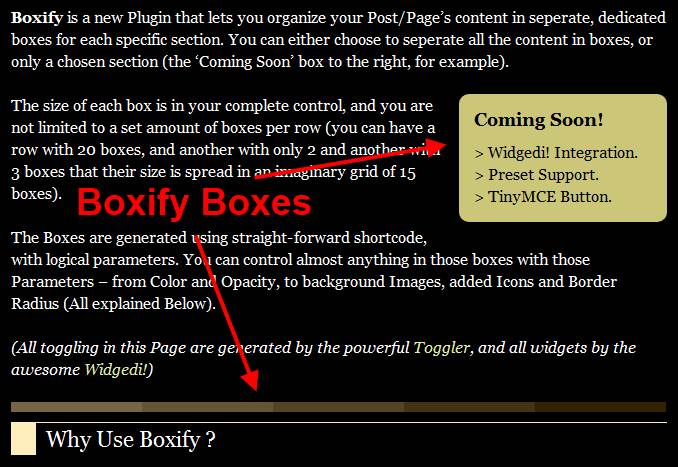 Boxify is a new Plugin that lets you organize your Post/Page's content in seperate, dedicated
boxes for each specific section. You can either choose to seperate all the content in boxes, or
only a chosen section (the 'Coming Soon' box to the right, for example).
The size of each box is in your complete control, and you are
not limited to a set amount of boxes per row (you can have a
row with 20 boxes, and another with only 2 and another with
3 boxes that their size is spread in an imaginary grid of 15
boxes).
Coming Soon!
> Widgedi! Integration.
> Preset Support.
> TinyMCE Button.
Boxify Boxes
The Boxes are generated using straight-forward shortcode,
with logical parameters. You can control almost anything in those boxes with those
Parameters – from Color and Opacity, to background Images, added Icons and Border
Radius (All explained Below).
(All toggling in this Page are generated by the powerful Toggler, and all widgets by the
awesome Widgedi!)
Why Use Boxify ?